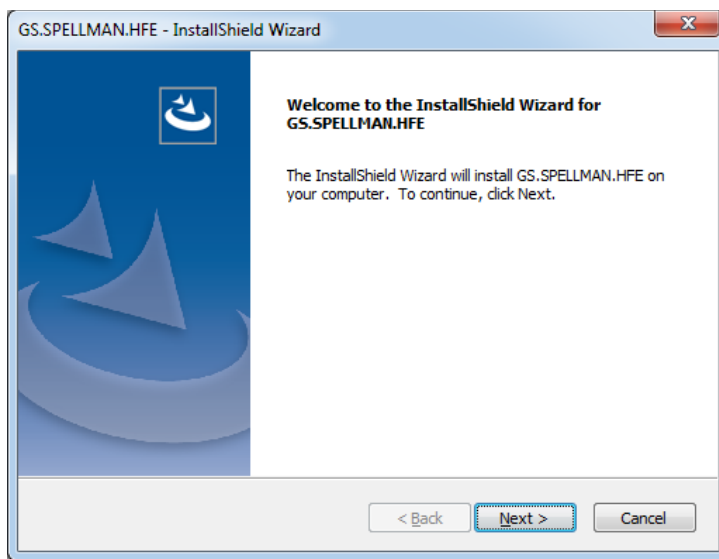 GS.SPELLMAN.HFE - InstallShield Wizard
Welcome to the InstallShield Wizard for
GS.SPELLMAN.HFE
The InstallShield Wizard will install GS.SPELLMAN.HFE on
your computer. To continue, click Next.
< Back
Next >
Cancel